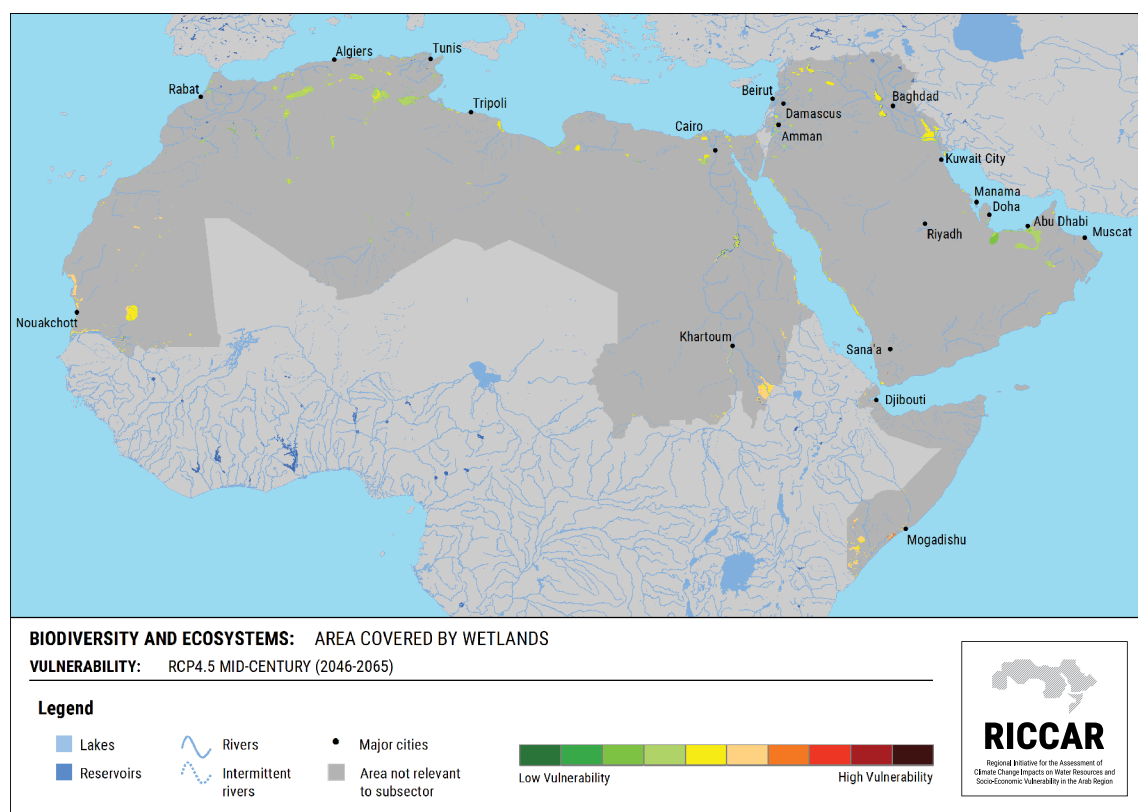 Algiers
Tunis
Rabat
Tripoli
Beirut
Damascus
Baghdad
Amman
Cairo
Kuwait City
Manama
Doha
Abu Dhabi
Muscat
Riyadh
Nouakchott
Khartoum
Sana'a
Djibouti
Mogadishu
BIODIVERSITY AND ECOSYSTEMS: AREA COVERED BY WETLANDS
VULNERABILITY: RCP4.5 MID-CENTURY (2046-2065)
Legend
Lakes
Rivers
Major cities
Reservoirs
Intermittent
rivers
Area not relevant
to subsector
Low Vulnerability
High Vulnerability
RICCAR
Regional Initiative for the Assessment of
Climate Change Impacts on Water Resources and
Socio-Economic Vulnerability in the Arab Region